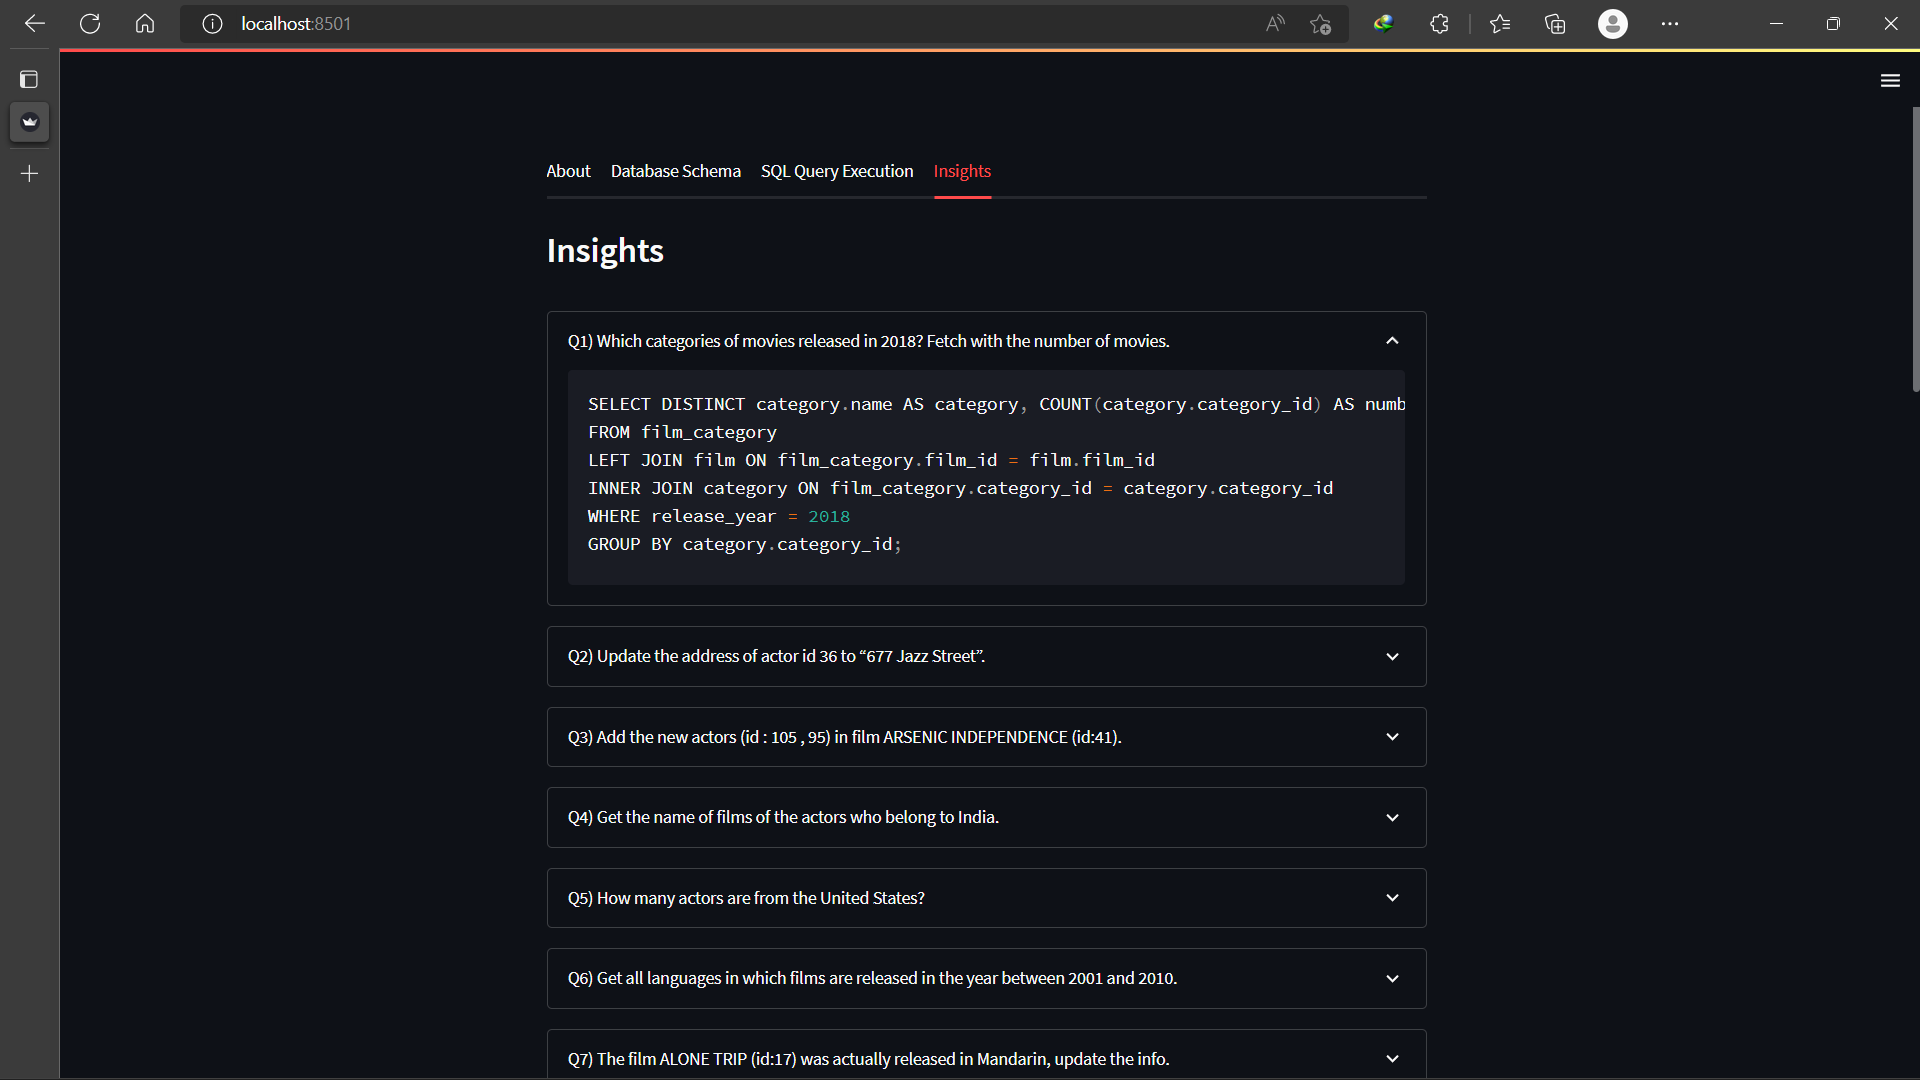 localhost:8501
About Database Schema SQL Query Execution Insights
Insights
Q1) Which categories of movies released in 2018? Fetch with the number of movies.
SELECT DISTINCT category.name AS category, COUNT(category.category_id) AS numb
FROM film_category
LEFT JOIN film ON film_category.film_id = film.film_id
INNER JOIN category ON film_category.category_id = category.category_id
WHERE release_year = 2018
GROUP BY category.category_id;
Q2) Update the address of actor id 36 to “677 Jazz Street”.
Q3) Add the new actors (id : 105 , 95) in film ARSENIC INDEPENDENCE (id:41).
Q4) Get the name of films of the actors who belong to India.
Q5) How many actors are from the United States?
Q6) Get all languages in which films are released in the year between 2001 and 2010.
Q7) The film ALONE TRIP (id:17) was actually released in Mandarin, update the info.